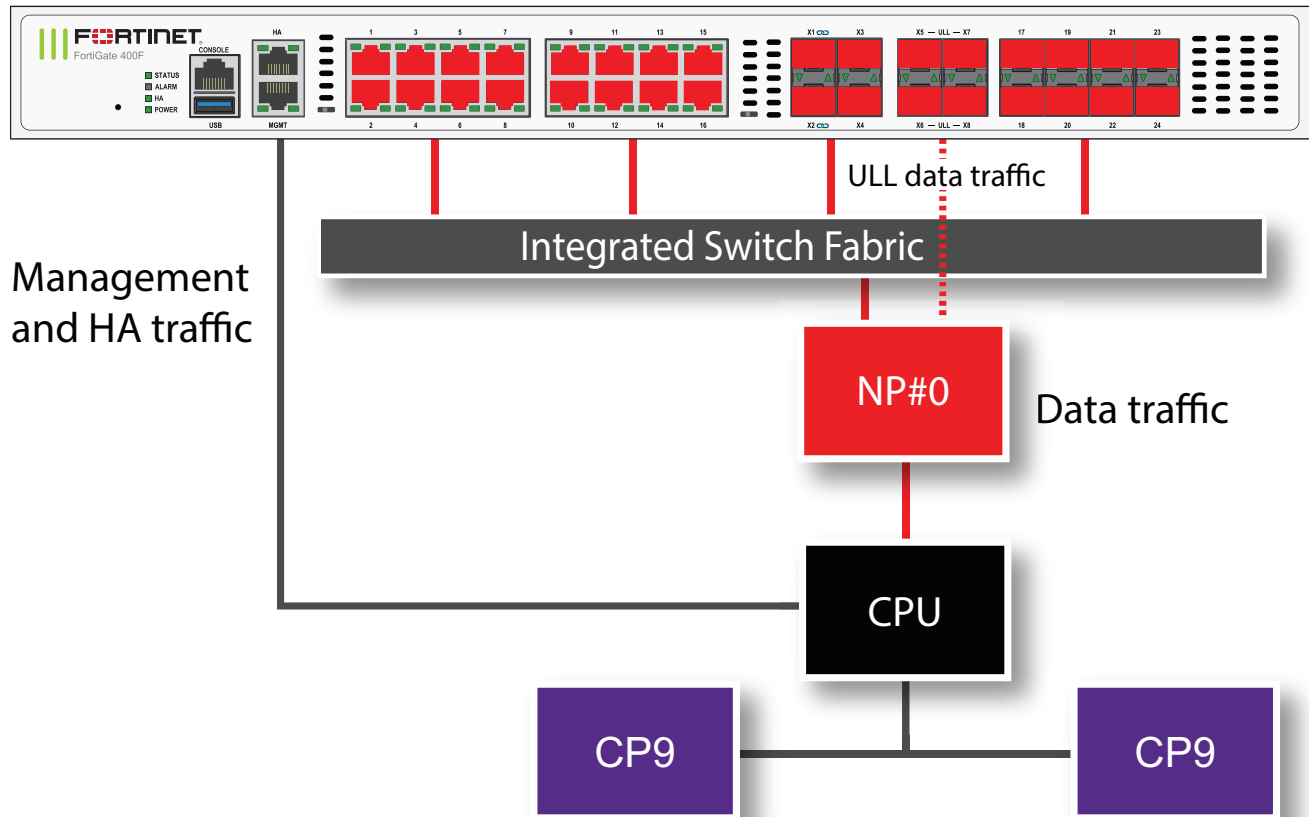 FORTINET
FortiGate 400F
CONSOLE
HA
1 3 5 7
9 11 13 15
X1 X3
X5 — ULL — X7
17 19 21 23
STATUS
ALARM
HA
POWER
USB
MGMT
2 4 6 8
10 12 14 16
X2 X4
X6 — ULL — X8
18 20 22 24
ULL data traffic
Integrated Switch Fabric
Management
and HA traffic
NP#0
Data traffic
CPU
CP9
CP9